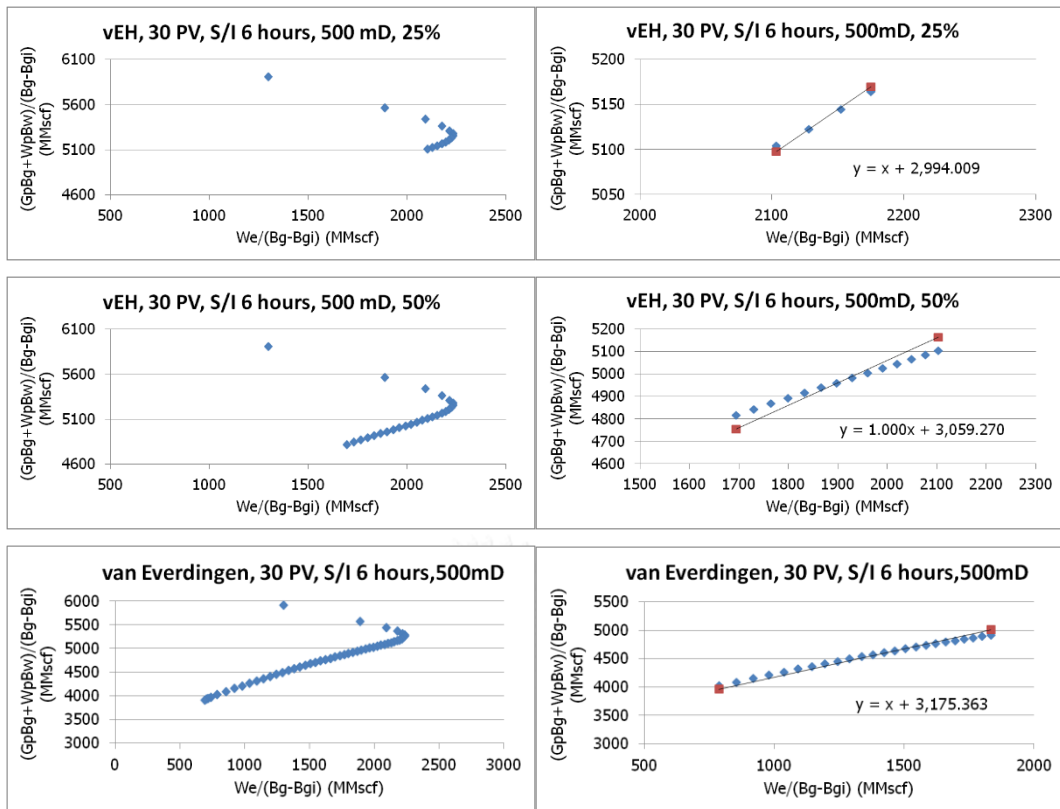 vEH, 30 PV, S/I 6 hours, 500 mD, 25%
(GpBg+WpBw)/(Bg-Bgi)
(MMscf)
6100
5600
5100
4600
500 1000 1500 2000 2500
We/(Bg-Bgi) (MMscf)
vEH, 30 PV, S/I 6 hours, 500mD, 25%
(GpBg+WpBw)/(Bg-Bgi)
(MMscf)
5200
5150
5100
5050
y = x + 2,994.009
2000 2100 2200 2300
We/(Bg-Bgi) (MMscf)
vEH, 30 PV, S/I 6 hours, 500 mD, 50%
(GpBg+WpBw)/(Bg-Bgi)
(MMscf)
6100
5600
5100
4600
500 1000 1500 2000 2500
We/(Bg-Bgi) (MMscf)
vEH, 30 PV, S/I 6 hours, 500mD, 50%
(GpBg+WpBw)/(Bg-Bgi)
(MMscf)
5200
5100
5000
4900
4800
4700
4600
y = 1.000x + 3,059.270
1500 1600 1700 1800 1900 2000 2100 2200 2300
We/(Bg-Bgi) (MMscf)
van Everdingen, 30 PV, S/I 6 hours,500mD
(GpBg+WpBw)/(Bg-Bgi)
(MMscf)
6000
5500
5000
4500
4000
3500
3000
0 500 1000 1500 2000 2500 3000
We/(Bg-Bgi) (MMscf)
van Everdingen, 30 PV, S/I 6 hours, 500mD
(GpBg+WpBw)/(Bg-Bgi)
(MMscf)
5500
5000
4500
4000
3500
3000
y = x + 3,175.363
500 1000 1500 2000
We/(Bg-Bgi) (MMscf)